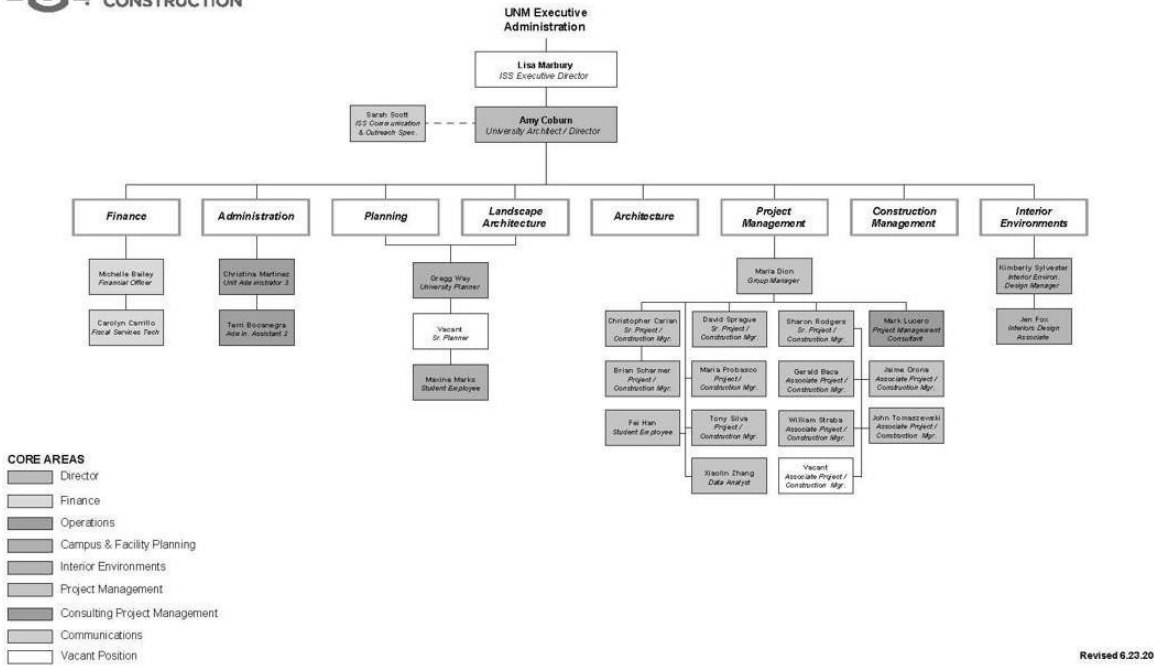 CONSTRUCTION
UNM Executive
Administration
Lisa Marbury
ISS Executive Director
Sarah Scott
ISS Communication
& Outreach Spec.
Amy Coburn
University Architect / Director
Finance
Administration
Planning
Landscape
Architecture
Architecture
Project
Management
Construction
Management
Interior
Environments
Michelle Bailey
Financial Officer
Carolyn Carrillo
Fiscal Services Tech
Christina Martinez
Unit Administrator 3
Terri Bocanegra
Admin. Assistant 2
Gregg Way
University Planner
Vacant
Sr. Planner
Maxine Marks
Student Employee
Maria Dion
Group Manager
Christopher Carian
Sr. Project /
Construction Mgr.
David Sprague
Sr. Project /
Construction Mgr.
Sharon Rodgers
Sr. Project /
Construction Mgr.
Mark Lucero
Project Management
Consultant
Brian Scharmer
Project /
Construction Mgr.
Maria Probasco
Project /
Construction Mgr.
Gerald Baca
Associate Project /
Construction Mgr.
Jaime Orona
Associate Project /
Construction Mgr.
Fei Han
Student Employee
Tony Silva
Project /
Construction Mgr.
William Straba
Associate Project /
Construction Mgr.
John Tomaszewski
Associate Project /
Construction Mgr.
Xiaolin Zhang
Data Analyst
Vacant
Associate Project /
Construction Mgr.
Kimberly Sylvester
Interior Environ.
Design Manager
Jen Fox
Interiors Design
Associate
CORE AREAS
Director
Finance
Operations
Campus & Facility Planning
Interior Environments
Project Management
Consulting Project Management
Communications
Vacant Position
Revised 6.23.20